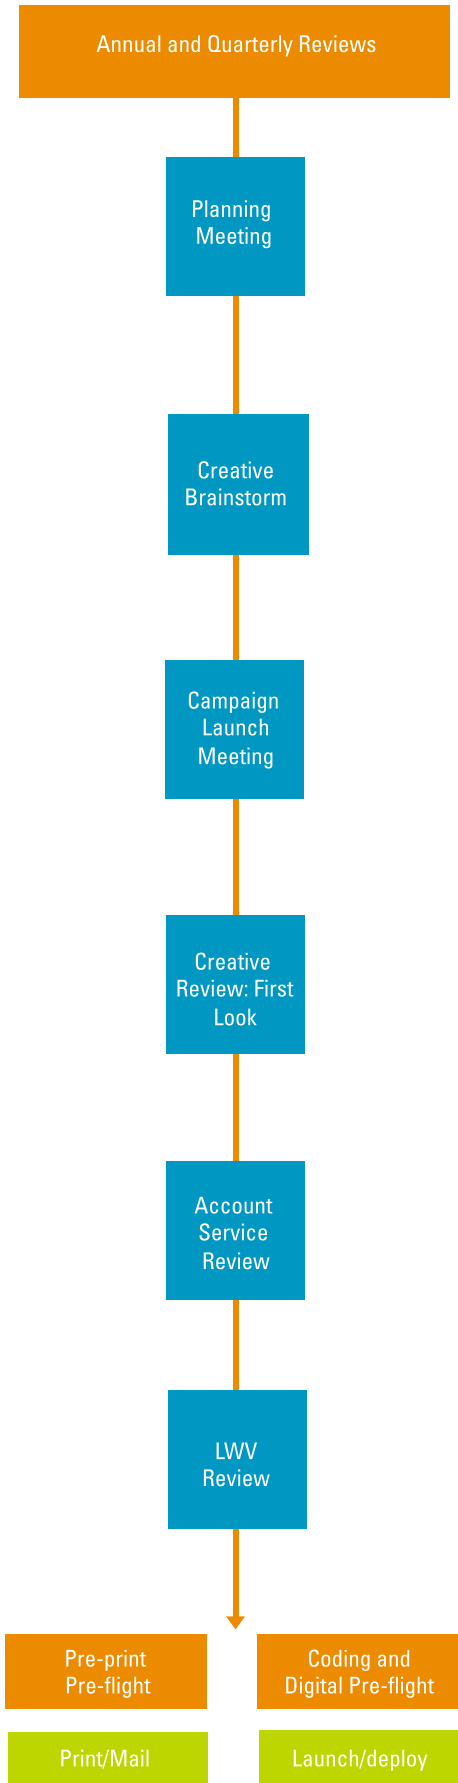 Annual and Quarterly Reviews
Planning
Meeting
Creative
Brainstorm
Campaign
Launch
Meeting
Creative
Review: First
Look
Account
Service
Review
LWV
Review
Pre-print
Pre-flight
Coding and
Digital Pre-flight
Print/Mail
Launch/deploy